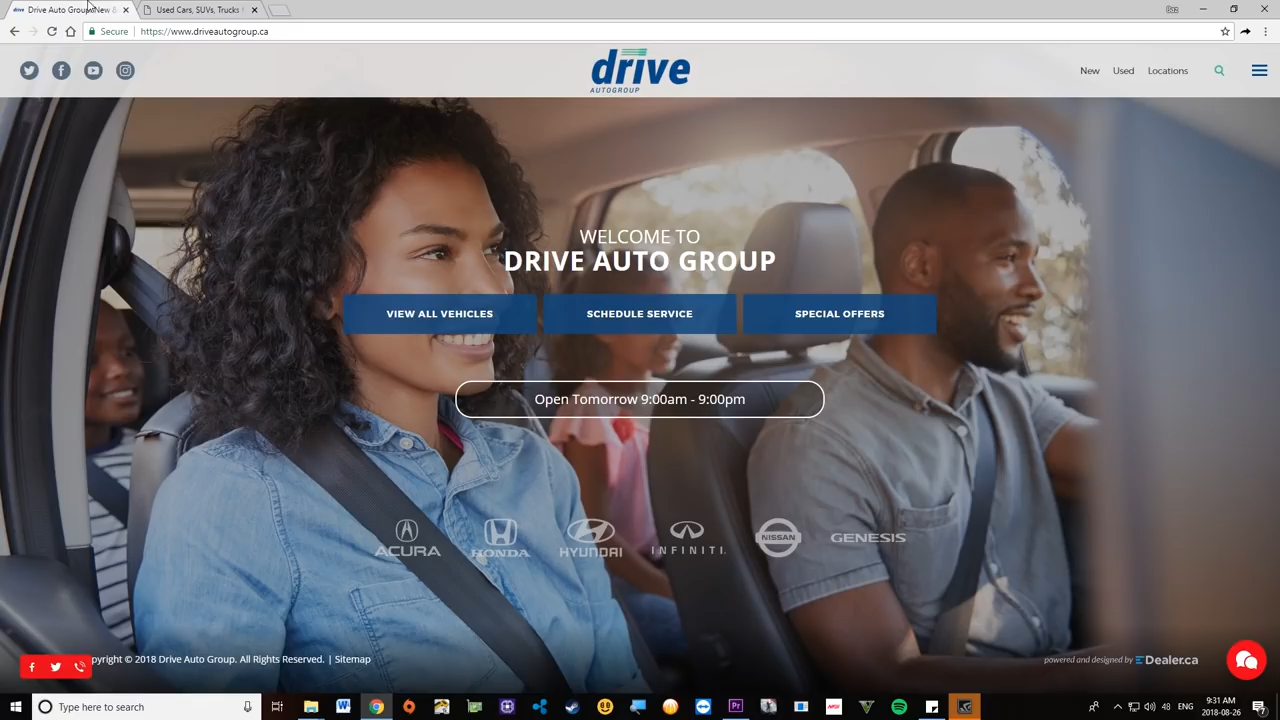 drive Drive Auto Group New &
Used Cars, SUVs, Trucks
Secure
https://www.driveautogroup.ca
drive
AUTOGROUP
New
Used
Locations
WELCOME TO
DRIVE AUTO GROUP
VIEW ALL VEHICLES
SCHEDULE SERVICE
SPECIAL OFFERS
Open Tomorrow 9:00am - 9:00pm
ACURA
HONDA
HYUNDAI
INFINITI
NISSAN
GENESIS
pyright © 2018 Drive Auto Group. All Rights Reserved. | Sitemap
powered and designed by EDealer.ca
Type here to search
ENG
9:31 AM
2018-08-26